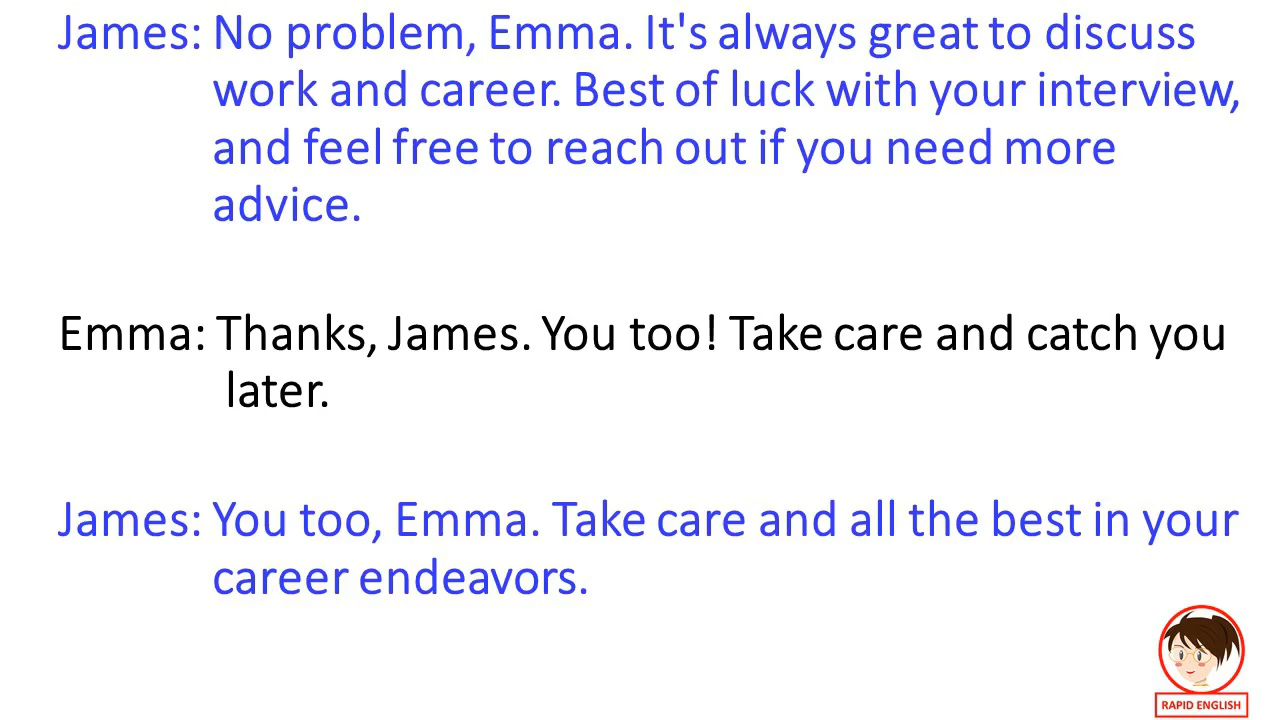 James: No problem, Emma. It's always great to discuss
work and career. Best of luck with your interview,
and feel free to reach out if you need more
advice.
Emma: Thanks, James. You too! Take care and catch you
later.
James: You too, Emma. Take care and all the best in your
career endeavors.
RAPID ENGLISH